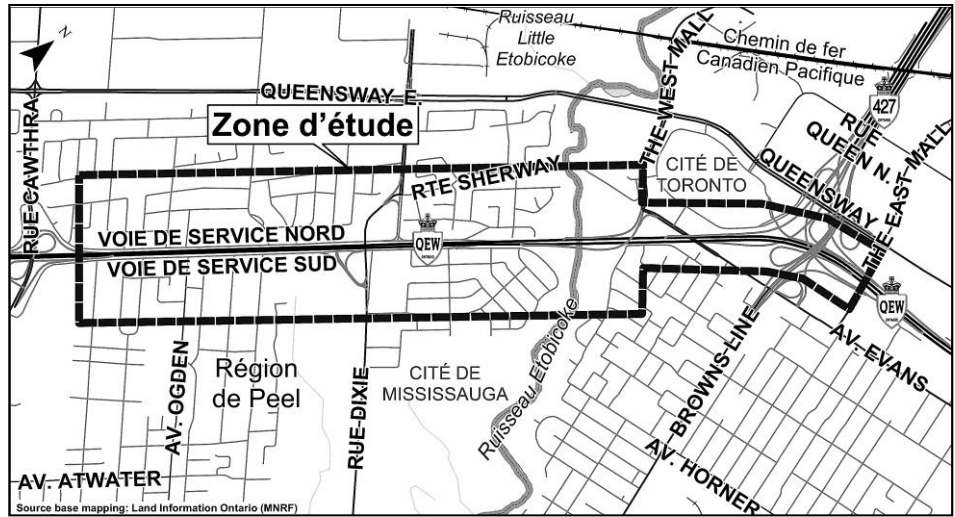 N
Ruisseau
Little
Etobicoke
Chemin de fer
Canadien Pacifique
THE WEST MALL
427
ONTARIO
RUE CAWTHRA
QUEENSWAY E.
Zone d'étude
RUE
QUEEN N.
THE EAST MALL
RTE SHERWAY
CITÉ DE
TORONTO
QUEENSWAY
VOIE DE SERVICE NORD
QEW
ONTARIO
VOIE DE SERVICE SUD
QEW
ONTARIO
AV. EVANS
AV. OGDEN
Région
de Peel
RUE DIXIE
CITÉ DE
MISSISSAUGA
Ruisseau Etobicoke
BROWNS LINE
AV. HORNER
AV. ATWATER
Source base mapping: Land Information Ontario (MNRF)